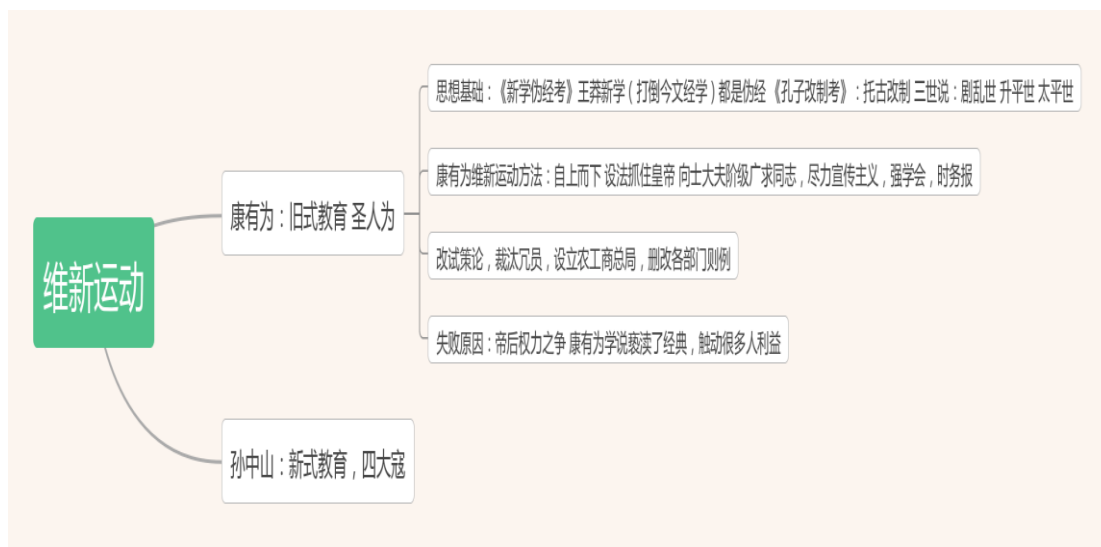 维新运动
康有为：旧式教育 圣人为
思想基础：《新学伪经考》王莽新学（打倒今文经学）都是伪经 《孔子改制考》：托古改制 三世说：剧乱世 升平世 太平世
康有为维新运动方法：自上而下 设法抓住皇帝 向士大夫阶级广求同志，尽力宣传主义，强学会，时务报
改试策论，裁汰冗员，设立农工商总局，删改各部门则例
失败原因：帝后权力之争 康有为学说亵渎了经典，触动很多人利益
孙中山：新式教育，四大寇